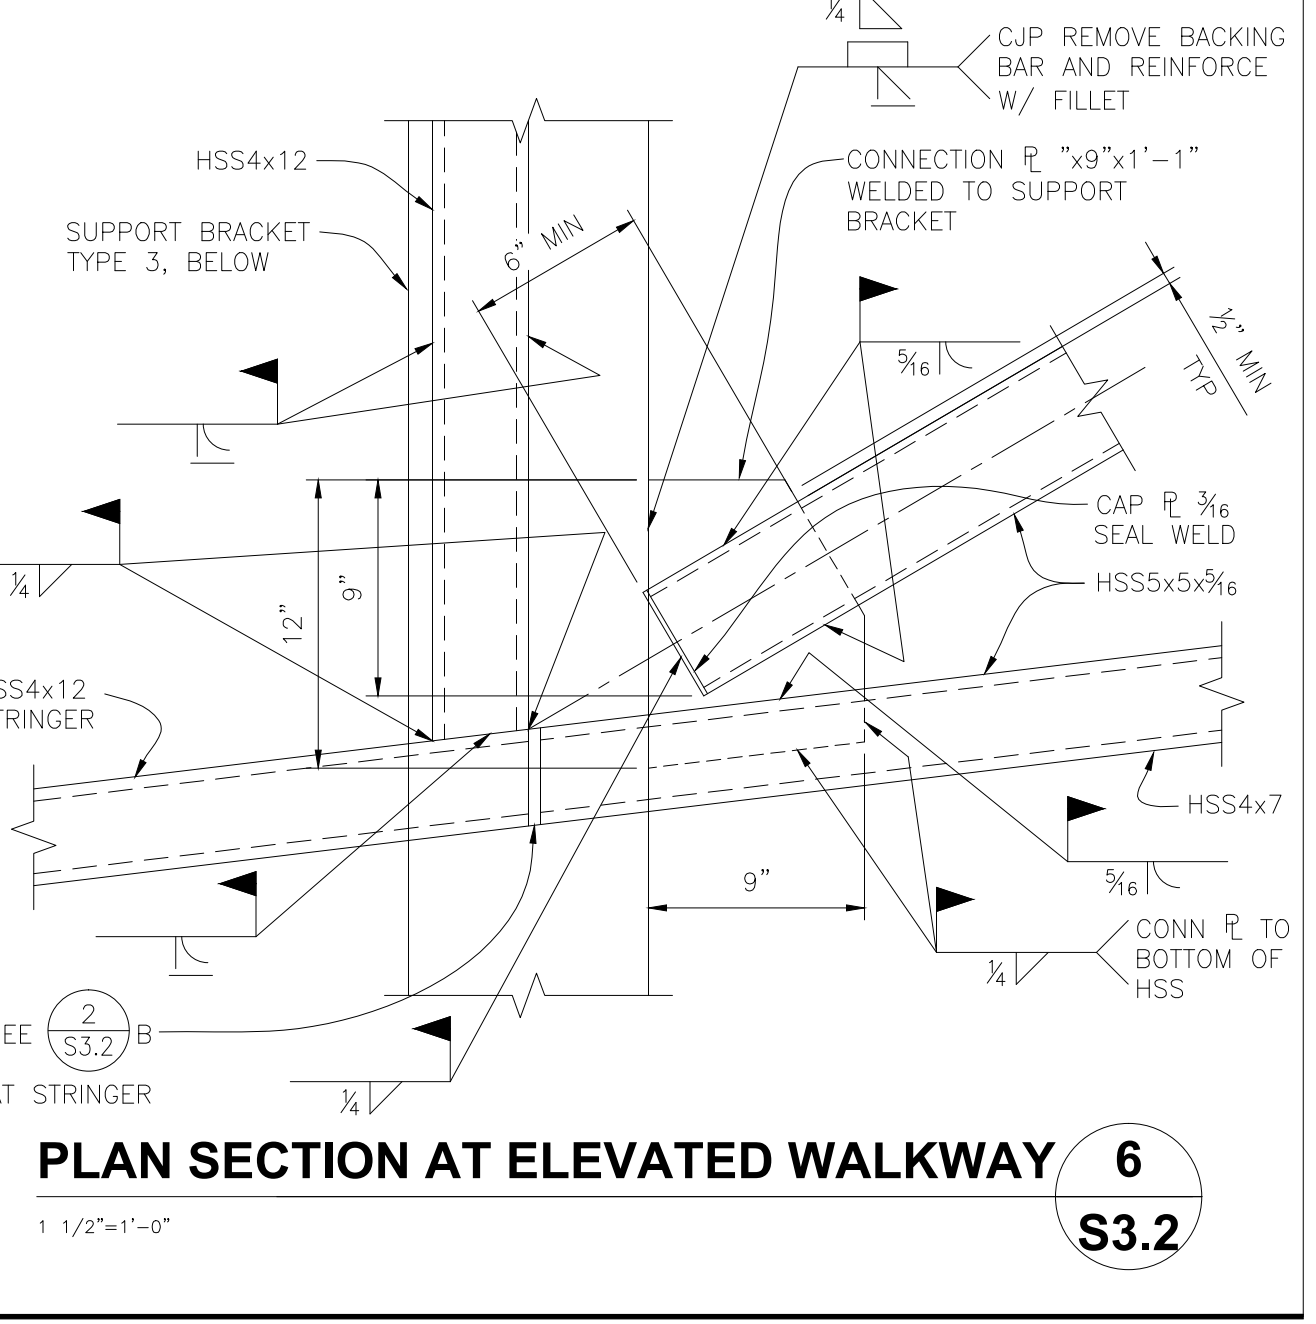 1/4
CJP REMOVE BACKING
BAR AND REINFORCE
W/ FILLET
HSS4x12
CONNECTION PL "x9"x1'-1"
WELDED TO SUPPORT
BRACKET
SUPPORT BRACKET
TYPE 3, BELOW
6" MIN
5/16
1/2" MIN
TYP
CAP PL 3/16
SEAL WELD
1/4
9"
12"
HSS5x5x5/16
SS4x12
TRINGER
HSS4x7
5/16
9"
CONN PL TO
BOTTOM OF
HSS
1/4
EE 2 B
S3.2
AT STRINGER
1/4
PLAN SECTION AT ELEVATED WALKWAY 6
S3.2
1 1/2"=1'-0"